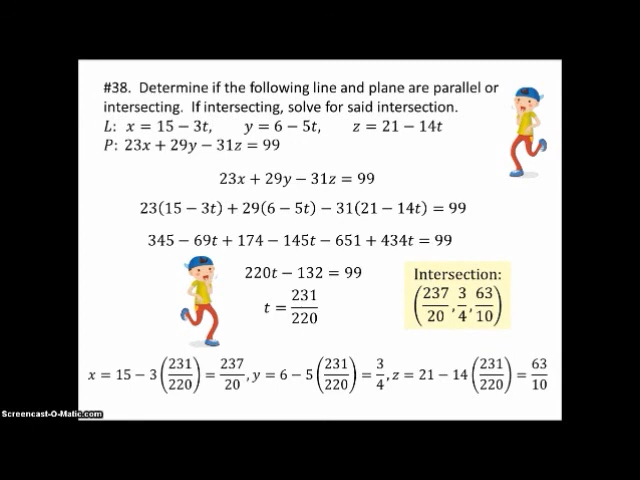 #38. Determine if the following line and plane are parallel or
intersecting. If intersecting, solve for said intersection.
L: x = 15 − 3t, y = 6 − 5t, z = 21 − 14t
P: 23x + 29y − 31z = 99
23x + 29y − 31z = 99
23(15 − 3t) + 29(6 − 5t) − 31(21 − 14t) = 99
345 − 69t + 174 − 145t − 651 + 434t = 99
220t − 132 = 99
t = 231/220
Intersection:
(237/20, 3/4, 63/10)
x = 15 − 3(231/220) = 237/20, y = 6 − 5(231/220) = 3/4, z = 21 − 14(231/220) = 63/10
Screencast-O-Matic.com